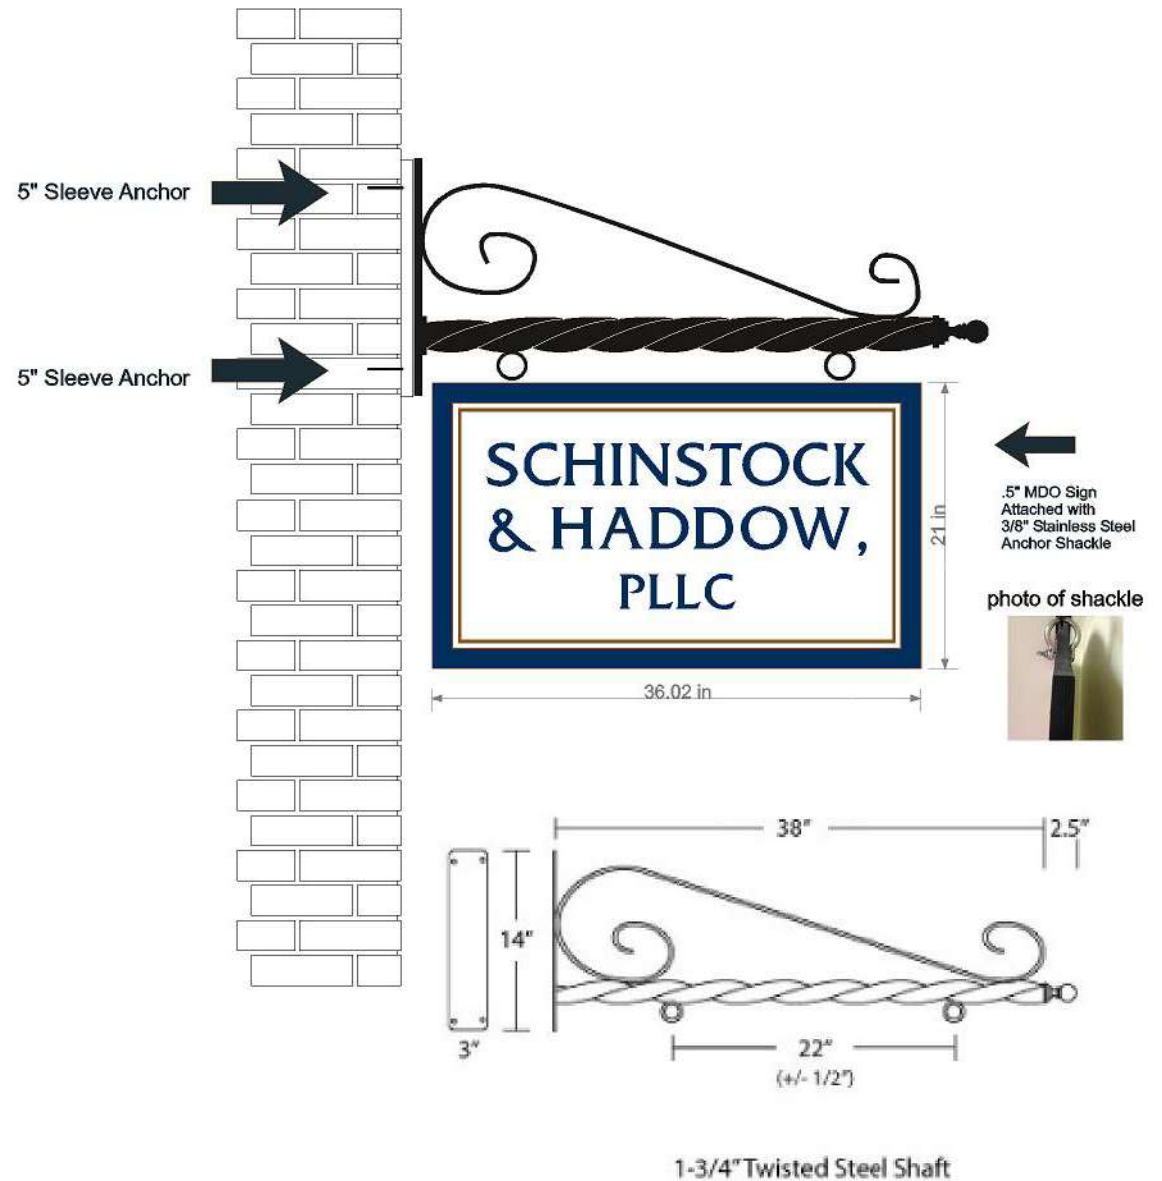 5" Sleeve Anchor
5" Sleeve Anchor
SCHINSTOCK
& HADDOW,
PLLC
21 in
36.02 in
.5" MDO Sign
Attached with
3/8" Stainless Steel
Anchor Shackle
photo of shackle
38"
2.5"
14"
3"
22"
(+/- 1/2")
1-3/4" Twisted Steel Shaft